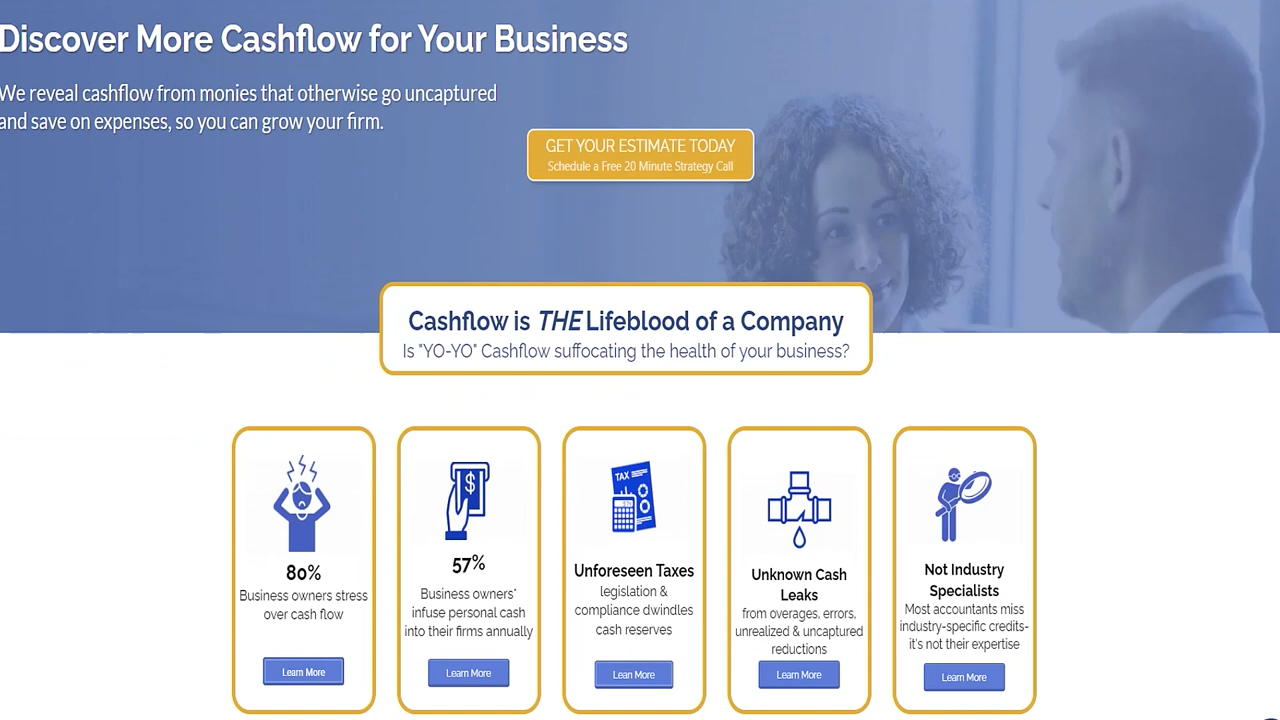 Discover More Cashflow for Your Business
We reveal cashflow from monies that otherwise go uncaptured
and save on expenses, so you can grow your firm.
GET YOUR ESTIMATE TODAY
Schedule a Free 20 Minute Strategy Call
Cashflow is THE Lifeblood of a Company
Is "YO-YO" Cashflow suffocating the health of your business?
80%
Business owners stress
over cash flow
Learn More
$
57%
Business owners'
infuse personal cash
into their firms annually
Learn More
TAX
Unforeseen Taxes
legislation &
compliance dwindles
cash reserves
Lean More
Unknown Cash
Leaks
from overages, errors,
unrealized & uncaptured
reductions
Learn More
Not Industry
Specialists
Most accountants miss
industry-specific credits-
it's not their expertise
Learn More